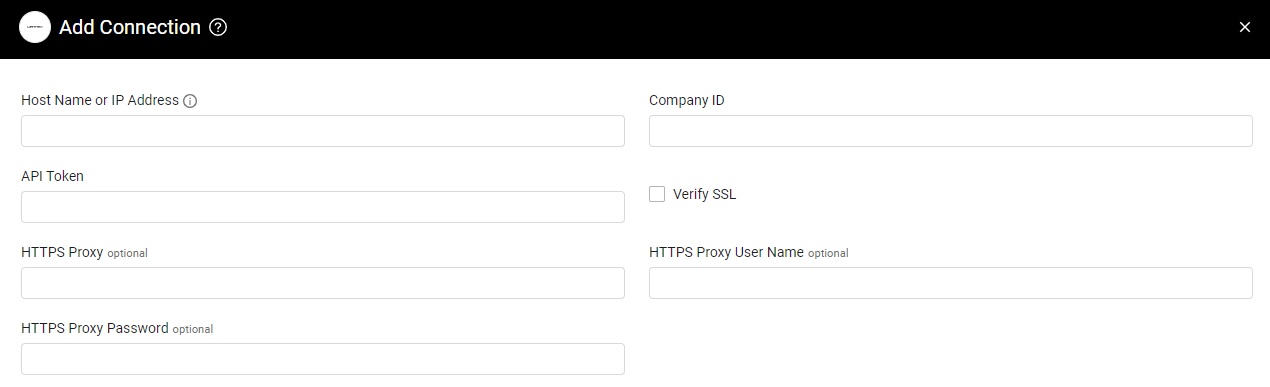 Add Connection
Host Name or IP Address
Company ID
API Token
Verify SSL
HTTPS Proxy optional
HTTPS Proxy User Name optional
HTTPS Proxy Password optional